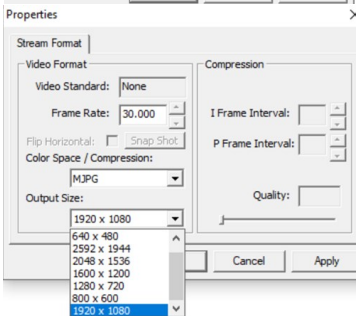 Properties
Stream Format
Video Format
Video Standard: None
Frame Rate: 30.000
Flip Horizontal: Snap Shot
Color Space / Compression:
MJPG
Output Size:
1920 x 1080
640 x 480
2592 x 1944
2048 x 1536
1600 x 1200
1280 x 720
800 x 600
1920 x 1080
Compression
I Frame Interval:
P Frame Interval:
Quality:
Cancel Apply